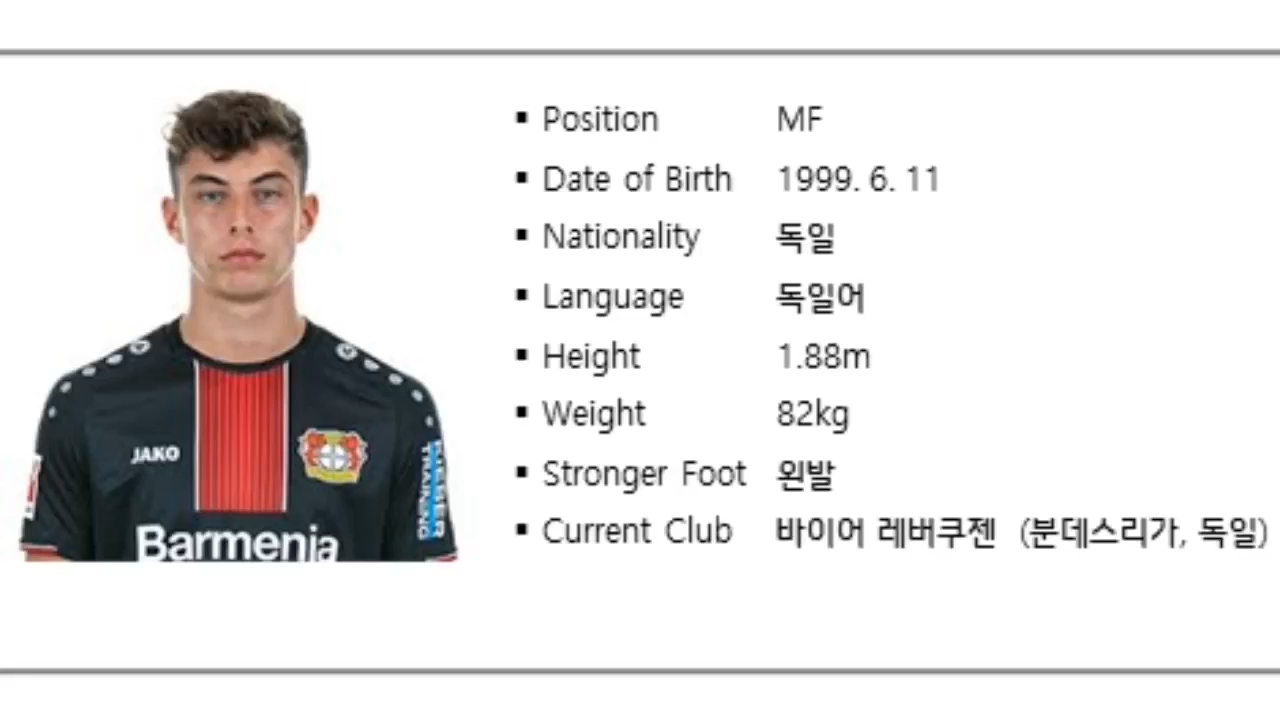 Position MF
Date of Birth 1999. 6. 11
Nationality 독일
Language 독일어
Height 1.88m
Weight 82kg
Stronger Foot 왼발
Current Club 바이어 레버쿠젠 (분데스리가, 독일)
JAKO
KIESER TRAINING
Barmenia